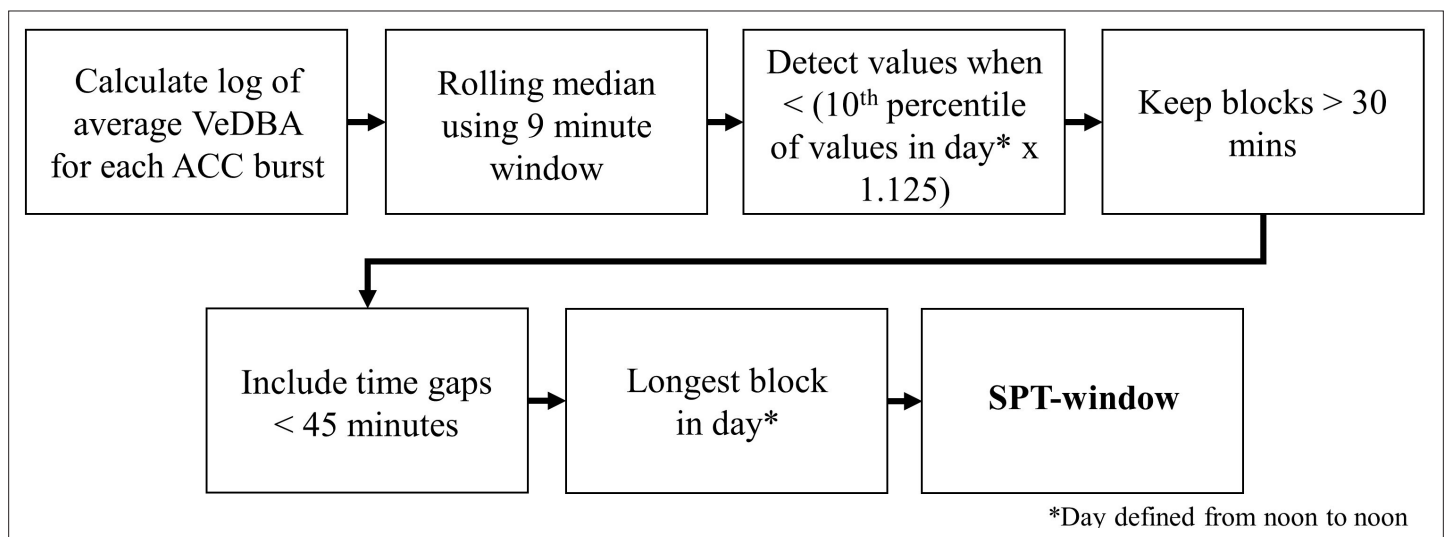 Calculate log of
average VeDBA
for each ACC burst
Rolling median
using 9 minute
window
Detect values when
< (10th percentile
of values in day* x
1.125)
Keep blocks > 30
mins
Include time gaps
< 45 minutes
Longest block
in day*
SPT-window
*Day defined from noon to noon